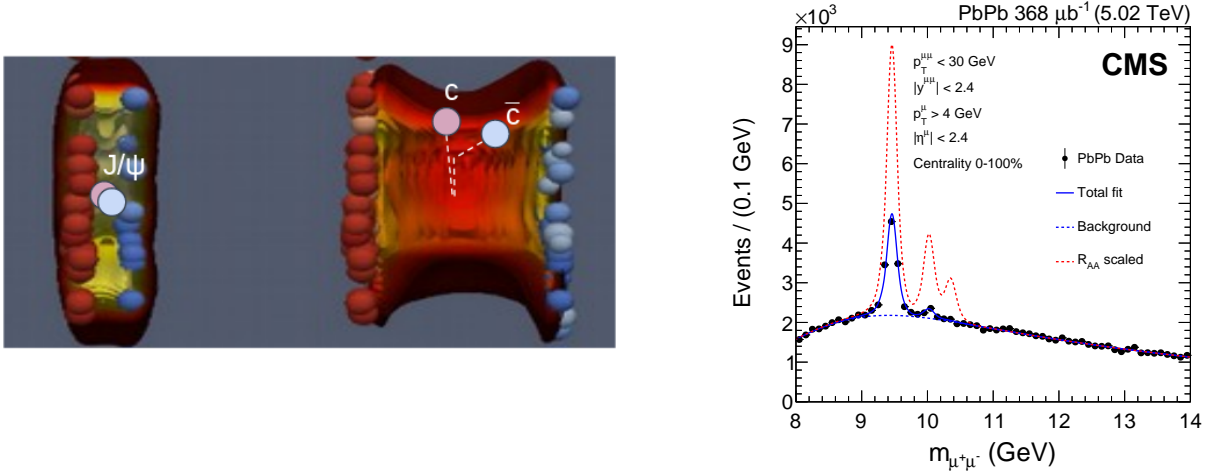 J/ψ
c
c̄
PbPb 368 μb⁻¹ (5.02 TeV)
×10³
CMS
p_T^μμ < 30 GeV
|y^μμ| < 2.4
p_T^μ > 4 GeV
|η^μ| < 2.4
Centrality 0-100%
PbPb Data
Total fit
Background
R_AA scaled
Events / (0.1 GeV)
9
8
7
6
5
4
3
2
1
0
8 9 10 11 12 13 14
m_μ⁺μ⁻ (GeV)